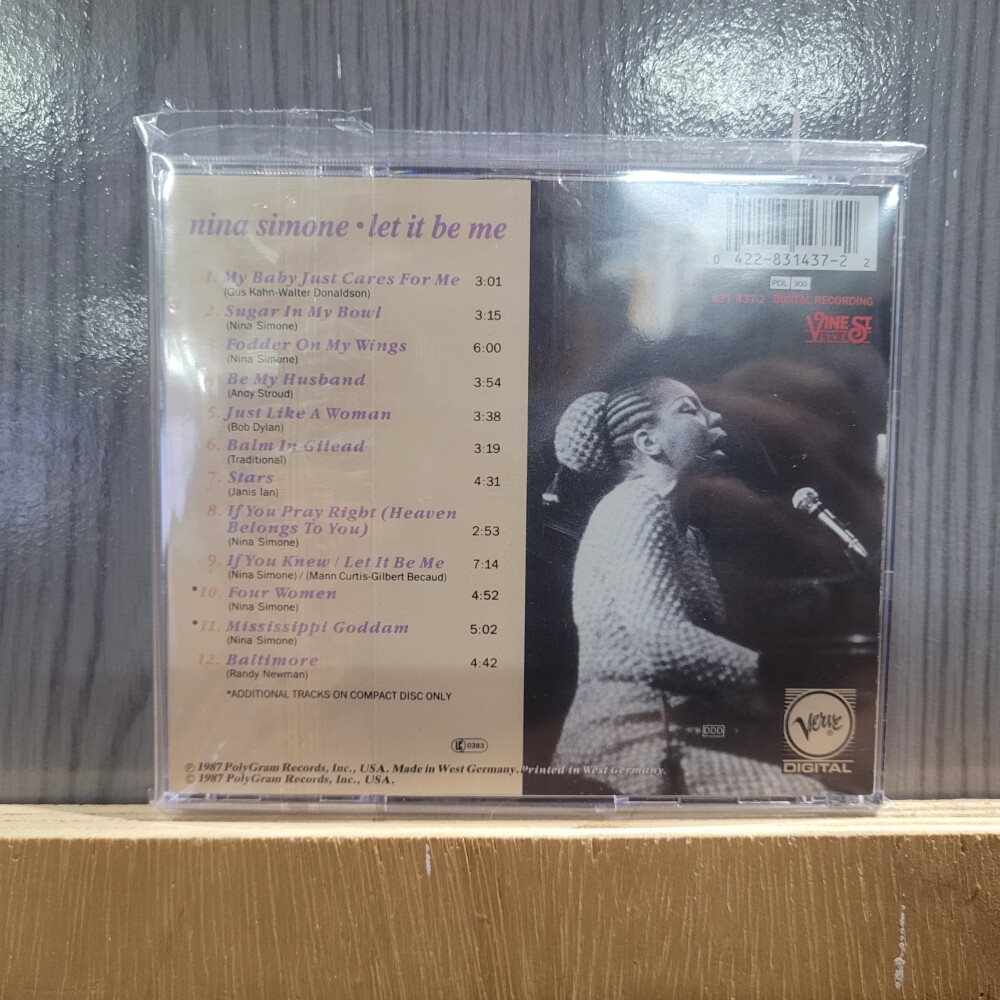 nina simone • let it be me
1. My Baby Just Cares For Me 3:01
(Gus Kahn-Walter Donaldson)
2. Sugar In My Bowl 3:15
(Nina Simone)
Fodder On My Wings 6:00
(Nina Simone)
Be My Husband 3:54
(Andy Stroud)
5. Just Like A Woman 3:38
(Bob Dylan)
6. Balm In Gilead 3:19
(Traditional)
7. Stars 4:31
(Janis Ian)
8. If You Pray Right (Heaven
Belongs To You) 2:53
(Nina Simone)
9. If You Knew / Let It Be Me 7:14
(Nina Simone) / (Mann Curtis-Gilbert Becaud)
*10. Four Women 4:52
(Nina Simone)
*11. Mississippi Goddam 5:02
(Nina Simone)
12. Baltimore 4:42
(Randy Newman)
*ADDITIONAL TRACKS ON COMPACT DISC ONLY
LC 0383
℗ 1987 PolyGram Records, Inc., USA. Made in West Germany. Printed in West Germany.
© 1987 PolyGram Records, Inc., USA.
0 422-831437-2 2
POL 900
831 437-2 DIGITAL RECORDING
VINE ST.
LIVE
DDD
Verve
DIGITAL